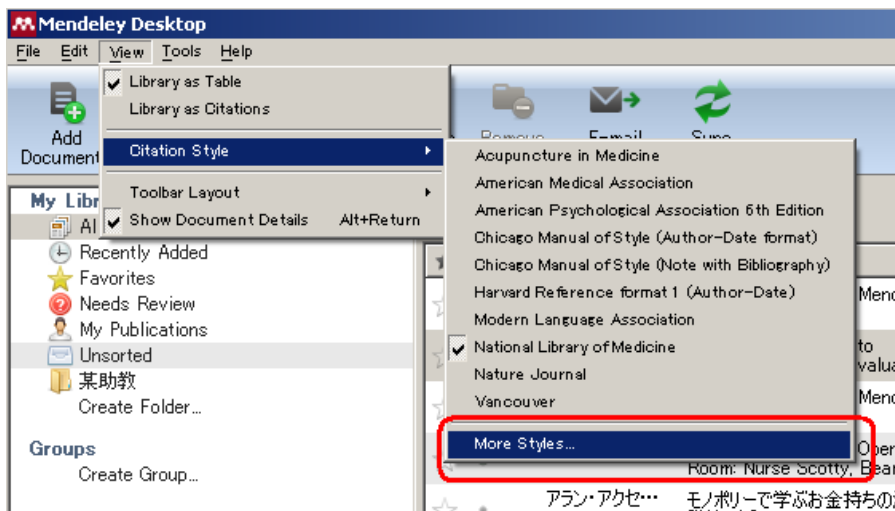 Mendeley Desktop
File Edit View Tools Help
Library as Table
Library as Citations
Citation Style
Toolbar Layout
Show Document Details Alt+Return
Add
Document
Remove
E-mail
Sync
Acupuncture in Medicine
American Medical Association
American Psychological Association 6th Edition
Chicago Manual of Style (Author-Date format)
Chicago Manual of Style (Note with Bibliography)
Harvard Reference format 1 (Author-Date)
Modern Language Association
National Library of Medicine
Nature Journal
Vancouver
More Styles...
My Libr
Al
Recently Added
Favorites
Needs Review
My Publications
Unsorted
某助教
Create Folder...
Groups
Create Group...
Mend
to
valua
Mend
Oper
Room: Nurse Scotty, Bear
アラン・アクセ… モノポリーで学ぶお金持ちの